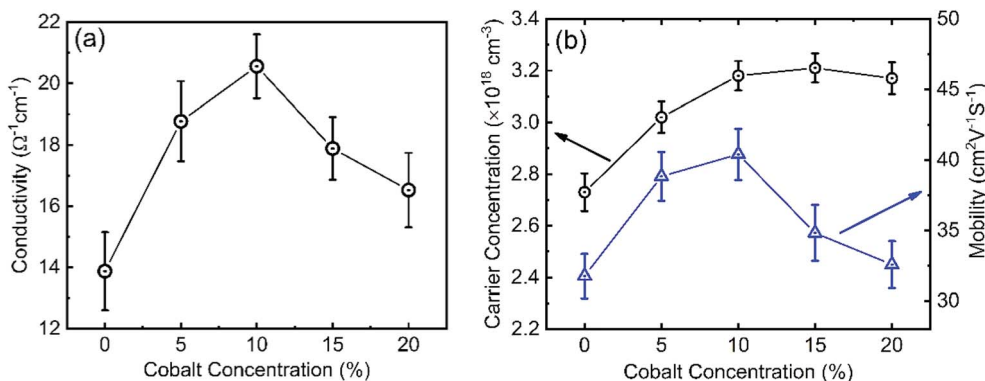 (a)
Conductivity (Ω⁻¹cm⁻¹)
22
20
18
16
14
12
0 5 10 15 20
Cobalt Concentration (%)
(b)
Carrier Concentration (×10¹⁸ cm⁻³)
3.4
3.2
3.0
2.8
2.6
2.4
2.2
0 5 10 15 20
Cobalt Concentration (%)
50
45
40
35
30
Mobility (cm²V⁻¹S⁻¹)